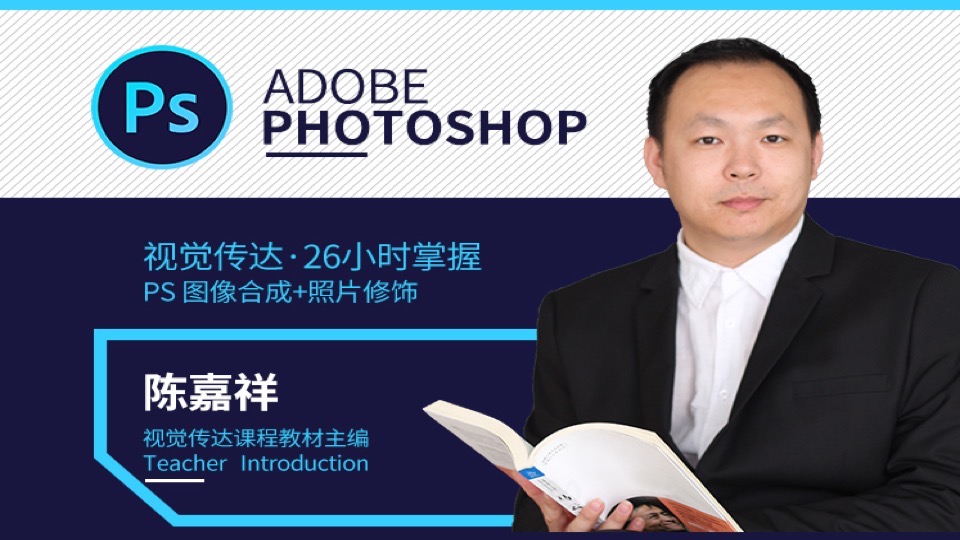 Ps
ADOBE
PHOTOSHOP
视觉传达·26小时掌握
PS 图像合成+照片修饰
陈嘉祥
视觉传达课程教材主编
Teacher Introduction